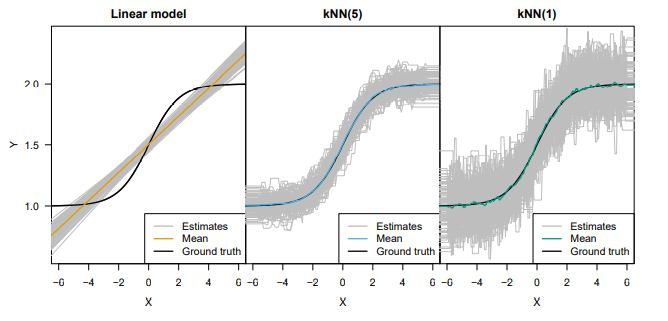 Linear model
kNN(5)
kNN(1)
Y
2.0
1.5
1.0
Estimates
Mean
Ground truth
Estimates
Mean
Ground truth
Estimates
Mean
Ground truth
−6 −4 −2 0 2 4 6
−6 −4 −2 0 2 4 6
−6 −4 −2 0 2 4 6
X
X
X